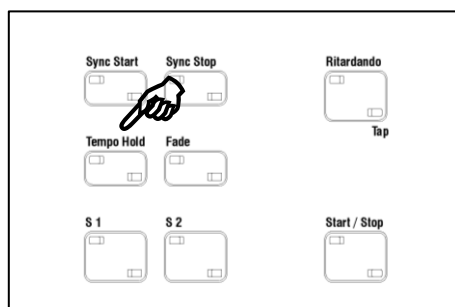 Sync Start Sync Stop Ritardando
Tap
Tempo Hold Fade
S 1 S 2 Start / Stop